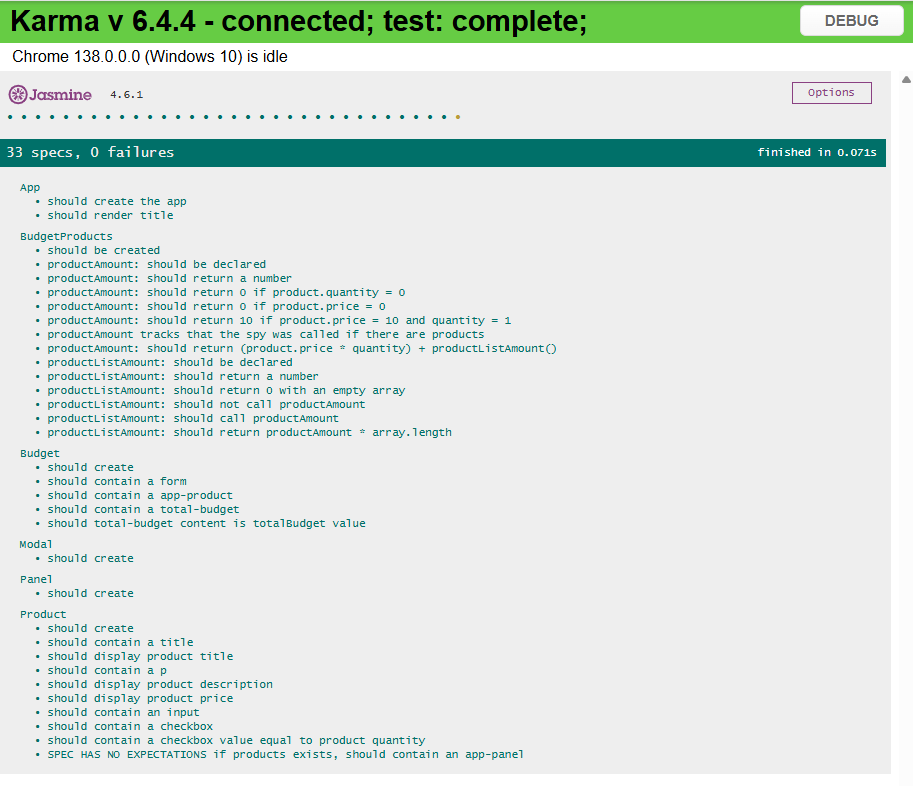 Karma v 6.4.4 - connected; test: complete;
DEBUG
Chrome 138.0.0.0 (Windows 10) is idle
Jasmine 4.6.1
Options
33 specs, 0 failures
finished in 0.071s
App
• should create the app
• should render title
BudgetProducts
• should be created
• productAmount: should be declared
• productAmount: should return a number
• productAmount: should return 0 if product.quantity = 0
• productAmount: should return 0 if product.price = 0
• productAmount: should return 10 if product.price = 10 and quantity = 1
• productAmount tracks that the spy was called if there are products
• productAmount: should return (product.price * quantity) + productListAmount()
• productListAmount: should be declared
• productListAmount: should return a number
• productListAmount: should return 0 with an empty array
• productListAmount: should not call productAmount
• productListAmount: should call productAmount
• productListAmount: should return productAmount * array.length
Budget
• should create
• should contain a form
• should contain a app-product
• should contain a total-budget
• should total-budget content is totalBudget value
Modal
• should create
Panel
• should create
Product
• should create
• should contain a title
• should display product title
• should contain a p
• should display product description
• should display product price
• should contain an input
• should contain a checkbox
• should contain a checkbox value equal to product quantity
• SPEC HAS NO EXPECTATIONS if products exists, should contain an app-panel